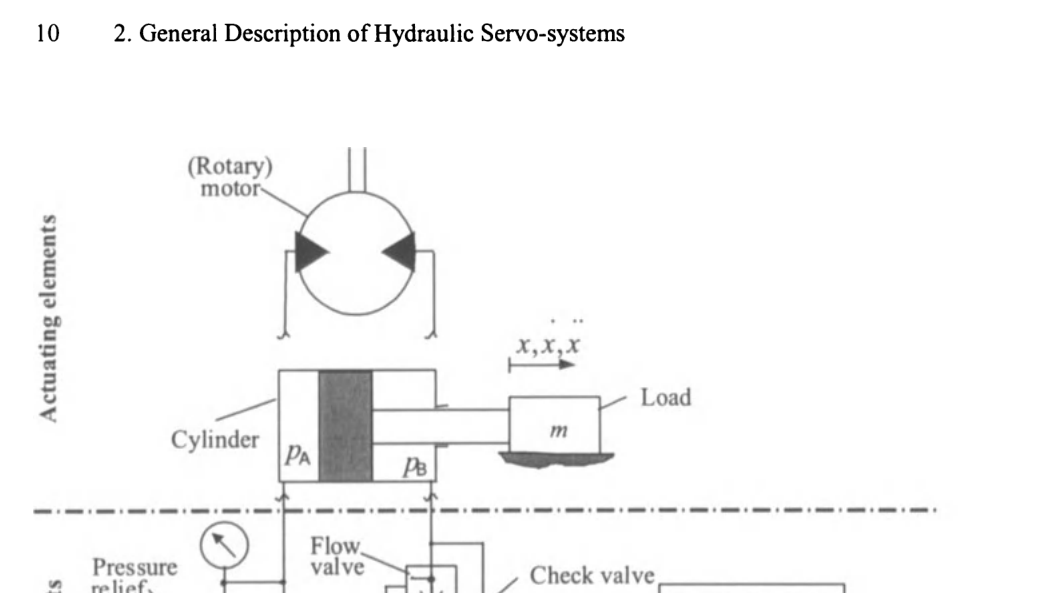 10 2. General Description of Hydraulic Servo-systems
(Rotary)
motor
Actuating elements
x, ẋ, ẍ
Load
m
Cylinder
pA
pB
Flow
valve
Pressure
relief
Check valve